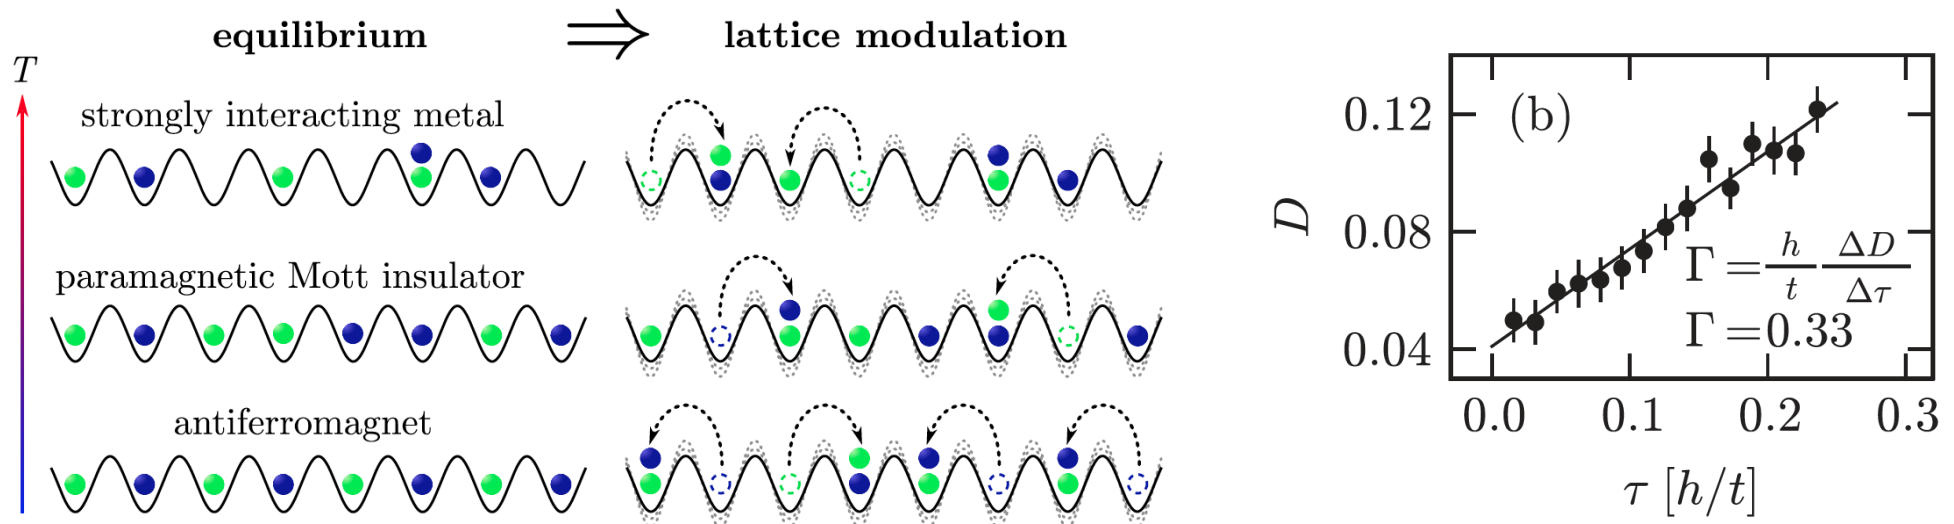 equilibrium ⟹ lattice modulation
T
strongly interacting metal
paramagnetic Mott insulator
antiferromagnet
(b)
D
0.12
0.08
0.04
Γ = h/t ΔD/Δτ
Γ = 0.33
0.0 0.1 0.2 0.3
τ [h/t]